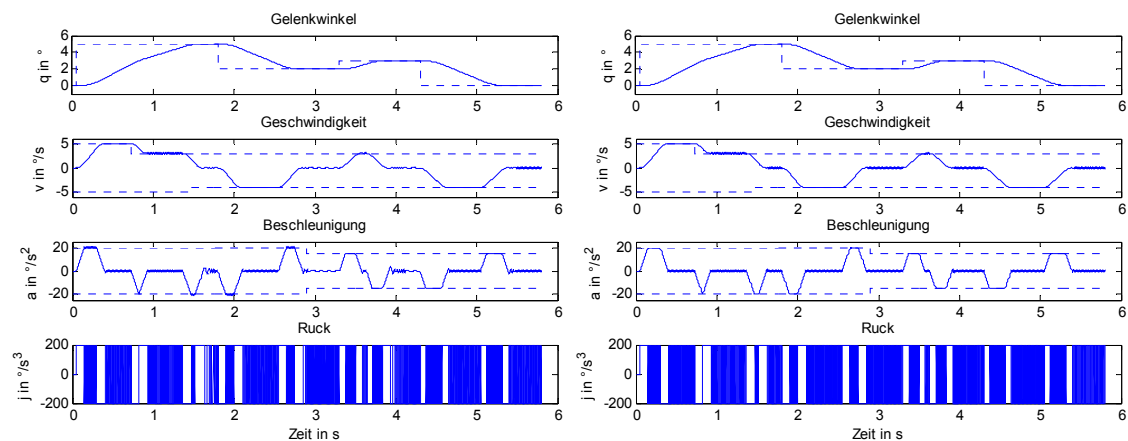 Gelenkwinkel Gelenkwinkel
6 6
4 4
2 2
0 0
q in ° q in °
0 1 2 3 4 5 6 0 1 2 3 4 5 6
Geschwindigkeit Geschwindigkeit
5 5
0 0
-5 -5
v in °/s v in °/s
0 1 2 3 4 5 6 0 1 2 3 4 5 6
Beschleunigung Beschleunigung
20 20
0 0
-20 -20
a in °/s² a in °/s²
0 1 2 3 4 5 6 0 1 2 3 4 5 6
Ruck Ruck
200 200
-200 -200
j in °/s³ j in °/s³
0 1 2 3 4 5 6 0 1 2 3 4 5 6
Zeit in s Zeit in s